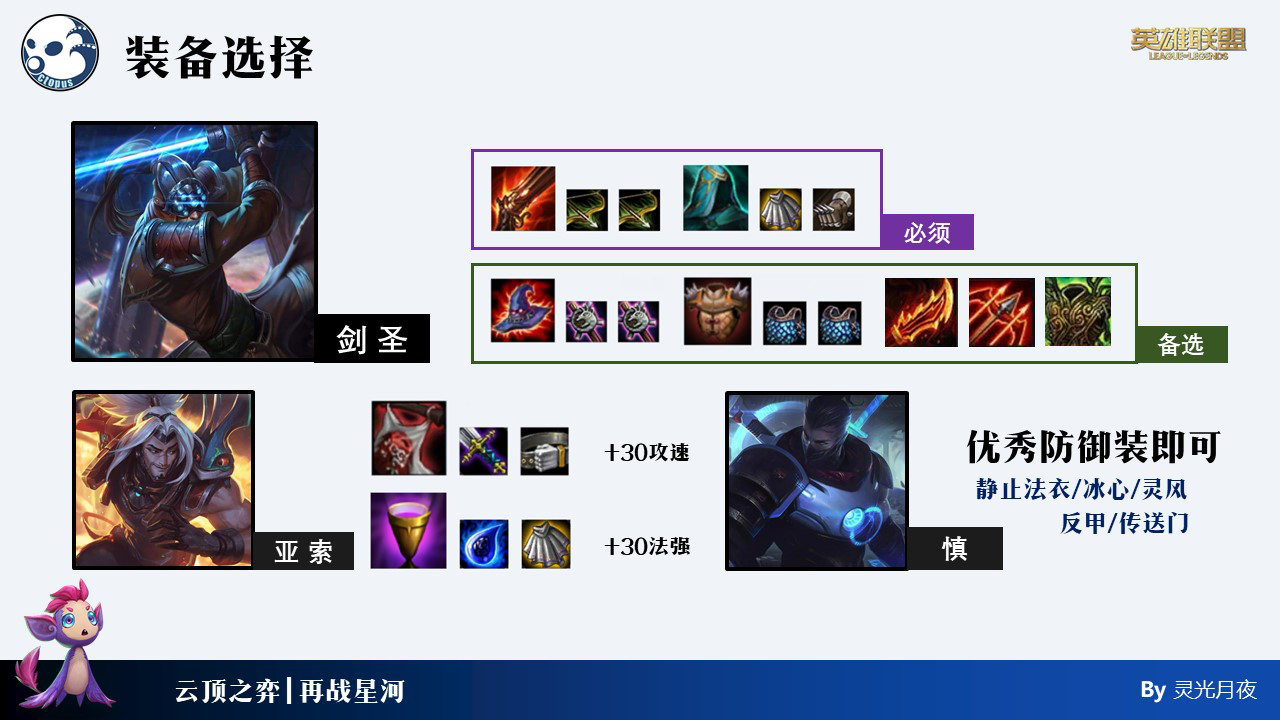 ctopus
装备选择
英雄联盟
LEAGUE OF LEGENDS
必须
剑圣
备选
+30攻速
优秀防御装即可
静止法衣/冰心/灵风
反甲/传送门
亚索
+30法强
慎
云顶之弈|再战星河
By 灵光月夜